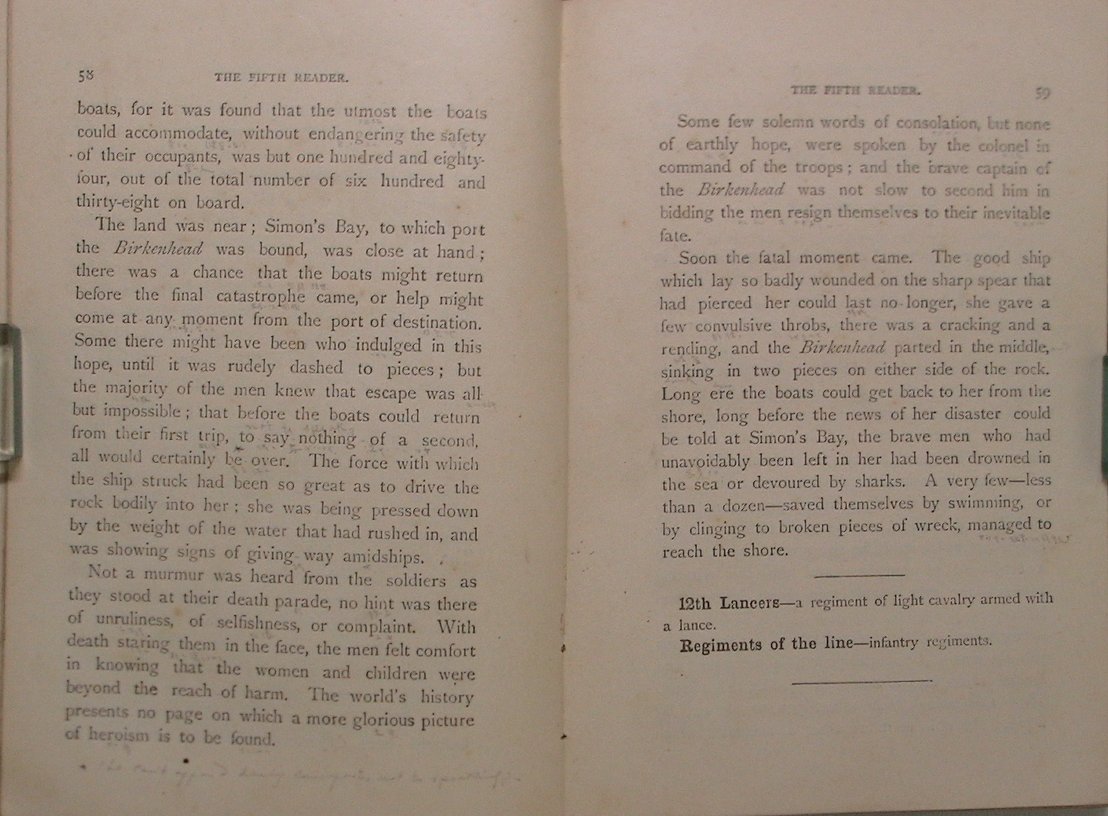 58
THE FIFTH READER.
boats, for it was found that the utmost the boats
could accommodate, without endangering the safety
of their occupants, was but one hundred and eighty-
four, out of the total number of six hundred and
thirty-eight on board.
The land was near; Simon's Bay, to which port
the Birkenhead was bound, was close at hand;
there was a chance that the boats might return
before the final catastrophe came, or help might
come at any moment from the port of destination.
Some there might have been who indulged in this
hope, until it was rudely dashed to pieces; but
the majority of the men knew that escape was all
but impossible; that before the boats could return
from their first trip, to say nothing of a second,
all would certainly be over. The force with which
the ship struck had been so great as to drive the
rock bodily into her; she was being pressed down
by the weight of the water that had rushed in, and
was showing signs of giving way amidships.
Not a murmur was heard from the soldiers as
they stood at their death parade, no hint was there
of unruliness, of selfishness, or complaint. With
death staring them in the face, the men felt comfort
in knowing that the women and children were
beyond the reach of harm. The world's history
presents no page on which a more glorious picture
of heroism is to be found.
THE FIFTH READER.
59
Some few solemn words of consolation, but none
of earthly hope, were spoken by the colonel in
command of the troops; and the brave captain of
the Birkenhead was not slow to second him in
bidding the men resign themselves to their inevitable
fate.
Soon the fatal moment came. The good ship
which lay so badly wounded on the sharp spear that
had pierced her could last no longer, she gave a
few convulsive throbs, there was a cracking and a
rending, and the Birkenhead parted in the middle,
sinking in two pieces on either side of the rock.
Long ere the boats could get back to her from the
shore, long before the news of her disaster could
be told at Simon's Bay, the brave men who had
unavoidably been left in her had been drowned in
the sea or devoured by sharks. A very few—less
than a dozen—saved themselves by swimming, or
by clinging to broken pieces of wreck, managed to
reach the shore.
12th Lancers—a regiment of light cavalry armed with
a lance.
Regiments of the line—infantry regiments.